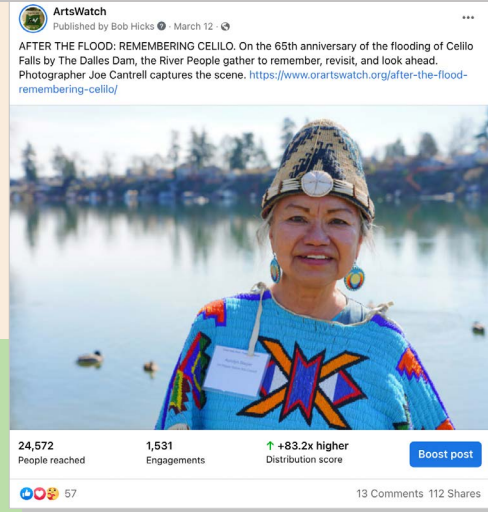 ArtsWatch
Published by Bob Hicks · March 12 ·
AFTER THE FLOOD: REMEMBERING CELILO. On the 65th anniversary of the flooding of Celilo
Falls by The Dalles Dam, the River People gather to remember, revisit, and look ahead.
Photographer Joe Cantrell captures the scene. https://www.orartswatch.org/after-the-flood-
remembering-celilo/
24,572
People reached
1,531
Engagements
↑ +83.2x higher
Distribution score
Boost post
57
13 Comments 112 Shares